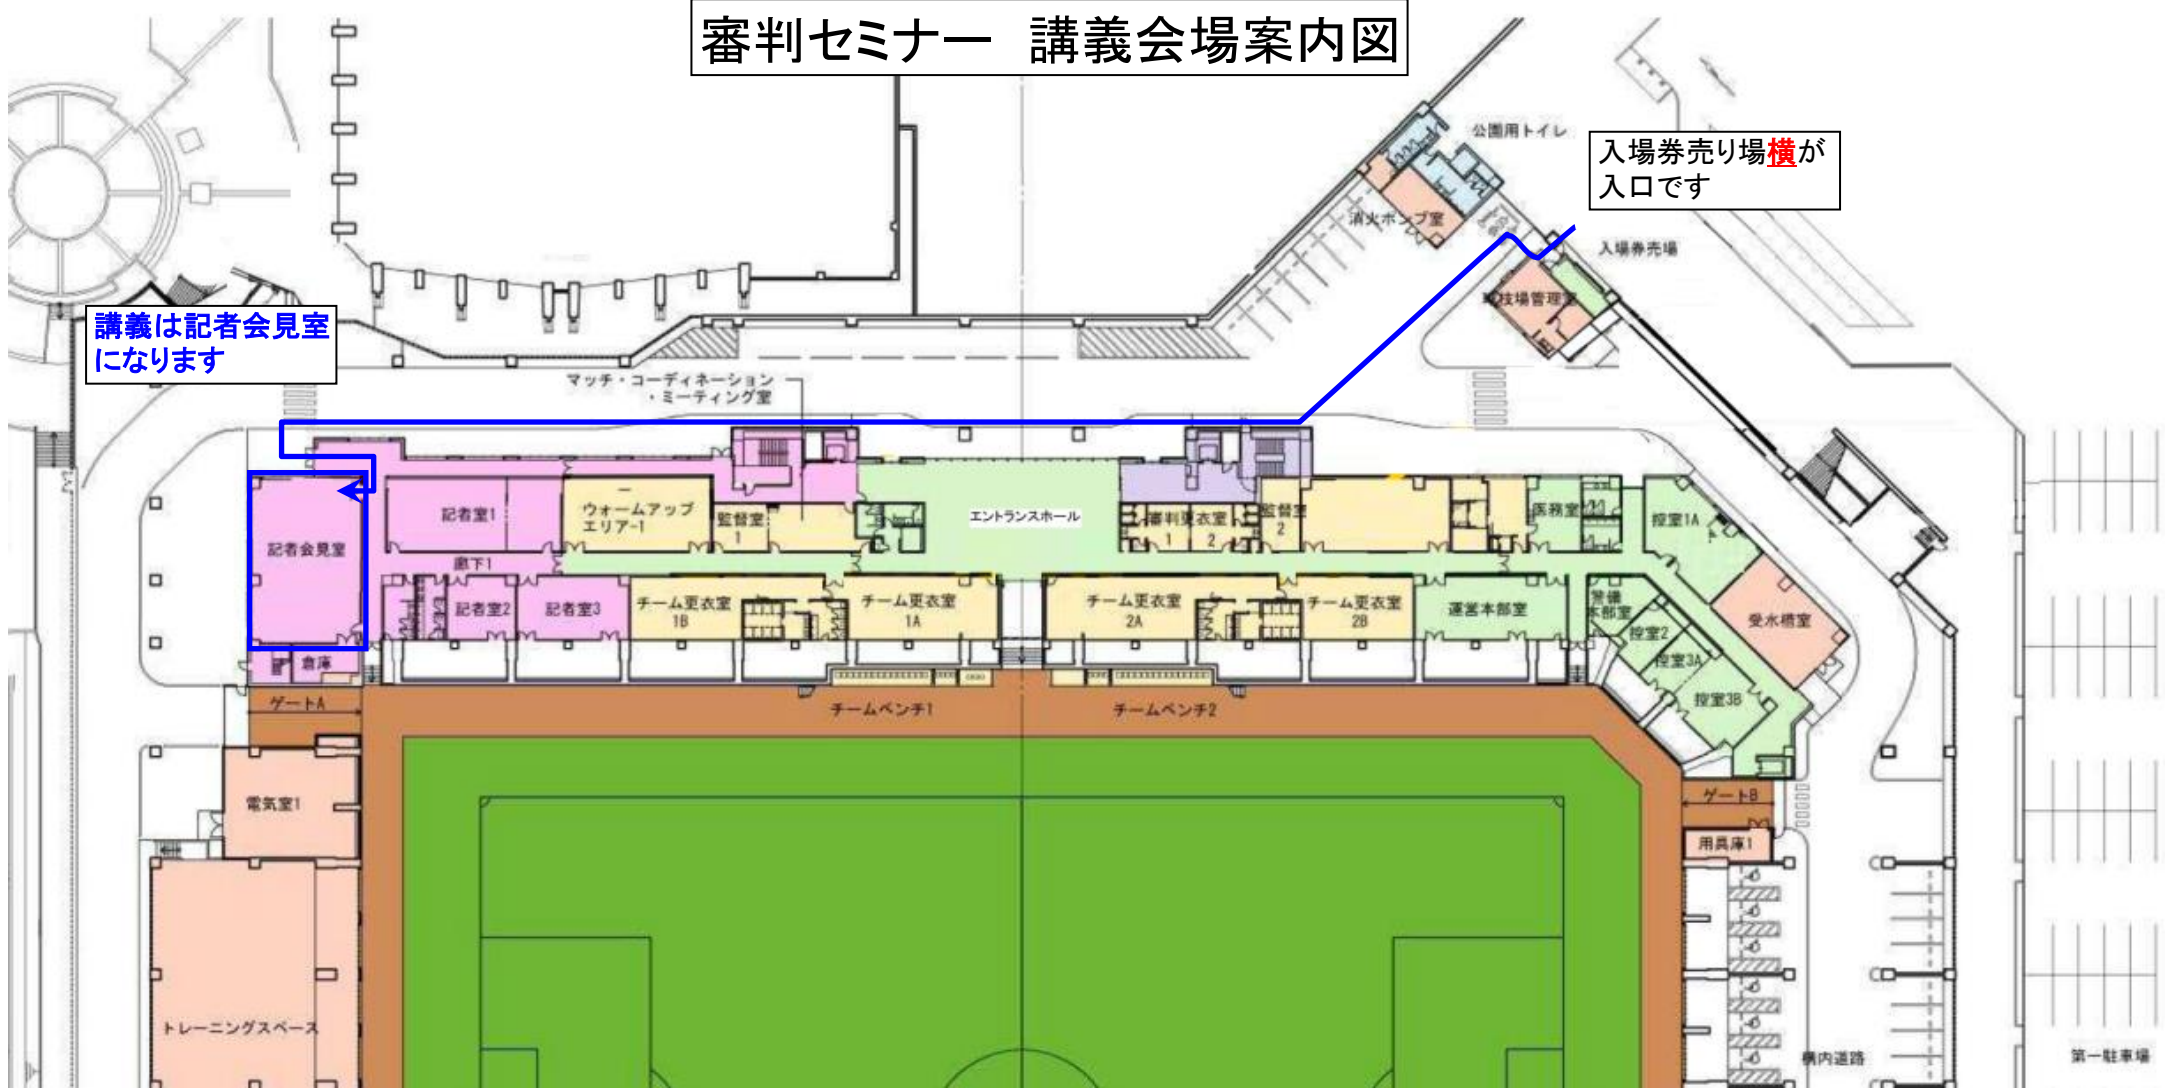 審判セミナー　講義会場案内図
公園用トイレ
入場券売り場横が
入口です
消火ポンプ室
入場券売場
競技場管理室
講義は記者会見室
になります
マッチ・コーディネーション
・ミーティング室
記者会見室
記者室1
ウォームアップ
エリア-1
監督室
1
エントランスホール
審判更衣室
1
2
監督室
2
医務室
控室1A
廊下1
記者室2
記者室3
チーム更衣室
1B
チーム更衣室
1A
チーム更衣室
2A
チーム更衣室
2B
運営本部室
警備
本部室
控室2
控室3A
控室3B
受水槽室
倉庫
ゲートA
チームベンチ1
チームベンチ2
電気室1
ゲートB
用具庫1
トレーニングスペース
構内道路
第一駐車場